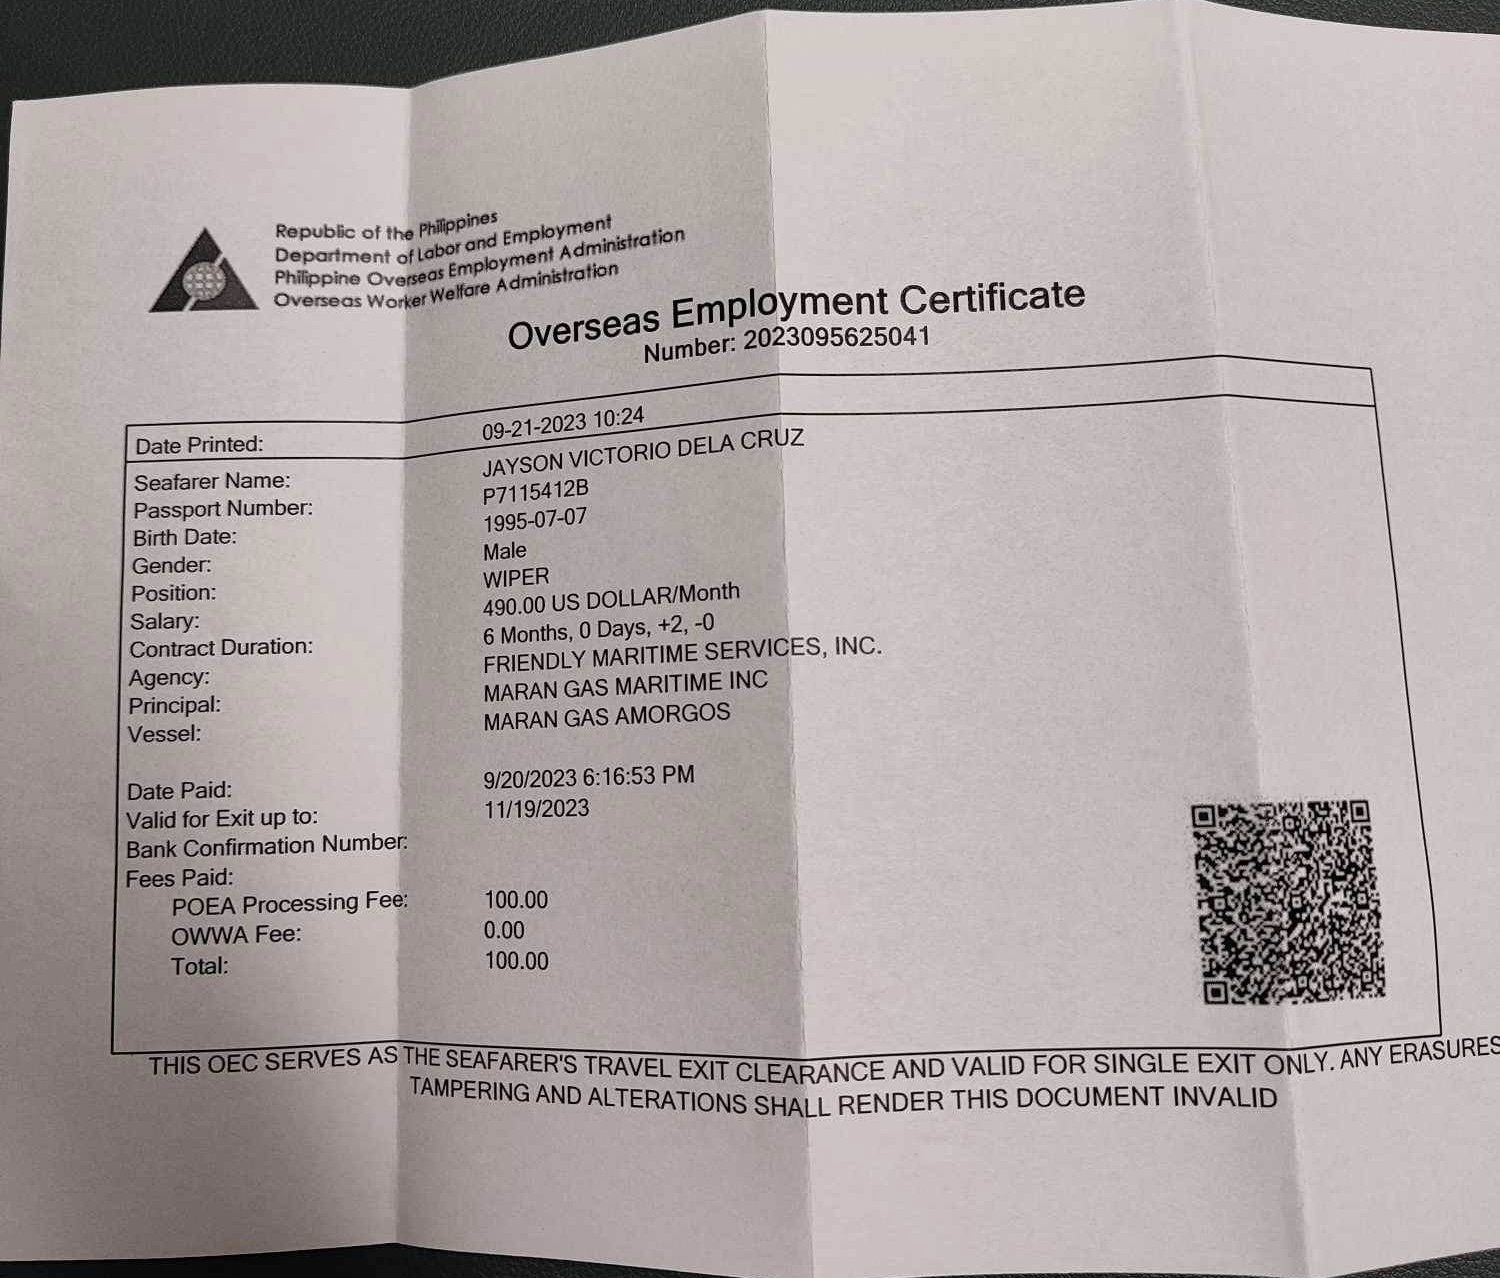 Republic of the Philippines
Department of Labor and Employment
Philippine Overseas Employment Administration
Overseas Worker Welfare Administration
Overseas Employment Certificate
Number: 2023095625041
Date Printed: 09-21-2023 10:24
Seafarer Name: JAYSON VICTORIO DELA CRUZ
Passport Number: P7115412B
Birth Date: 1995-07-07
Gender: Male
Position: WIPER
Salary: 490.00 US DOLLAR/Month
Contract Duration: 6 Months, 0 Days, +2, -0
Agency: FRIENDLY MARITIME SERVICES, INC.
Principal: MARAN GAS MARITIME INC
Vessel: MARAN GAS AMORGOS
Date Paid: 9/20/2023 6:16:53 PM
Valid for Exit up to: 11/19/2023
Bank Confirmation Number:
Fees Paid:
POEA Processing Fee: 100.00
OWWA Fee: 0.00
Total: 100.00
THIS OEC SERVES AS THE SEAFARER'S TRAVEL EXIT CLEARANCE AND VALID FOR SINGLE EXIT ONLY. ANY ERASURES
TAMPERING AND ALTERATIONS SHALL RENDER THIS DOCUMENT INVALID